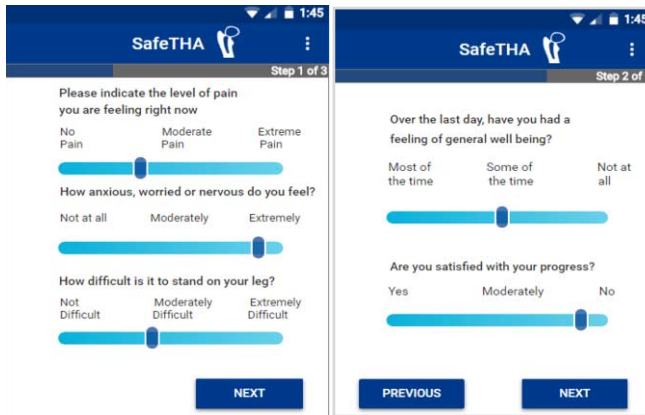 1:45
SafeTHA
Step 1 of 3
Please indicate the level of pain
you are feeling right now
No Pain
Moderate Pain
Extreme Pain
How anxious, worried or nervous do you feel?
Not at all Moderately Extremely
How difficult is it to stand on your leg?
Not Difficult
Moderately Difficult
Extremely Difficult
NEXT
1:45
SafeTHA
Step 2 of
Over the last day, have you had a
feeling of general well being?
Most of the time
Some of the time
Not at all
Are you satisfied with your progress?
Yes Moderately No
PREVIOUS NEXT